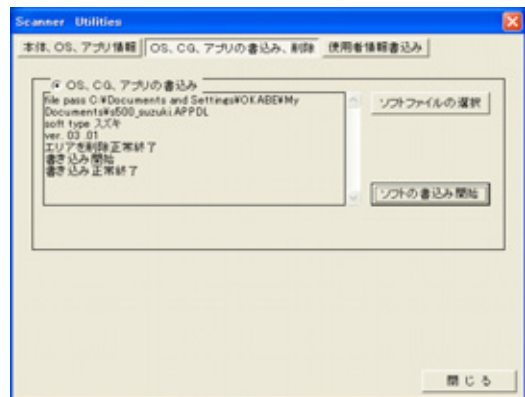 Scanner Utilities
本体、OS、アプリ情報
OS、CG、アプリの書込み、削除
使用者情報書込み
OS、CG、アプリの書込み
file pass C:¥Documents and Settings¥OKABE¥My
Documents¥s500_suzuki.APPDL
soft type スズキ
ver. 03 .01
エリアを削除正常終了
書き込み開始
書き込み正常終了
ソフトファイルの選択
ソフトの書込み開始
閉じる